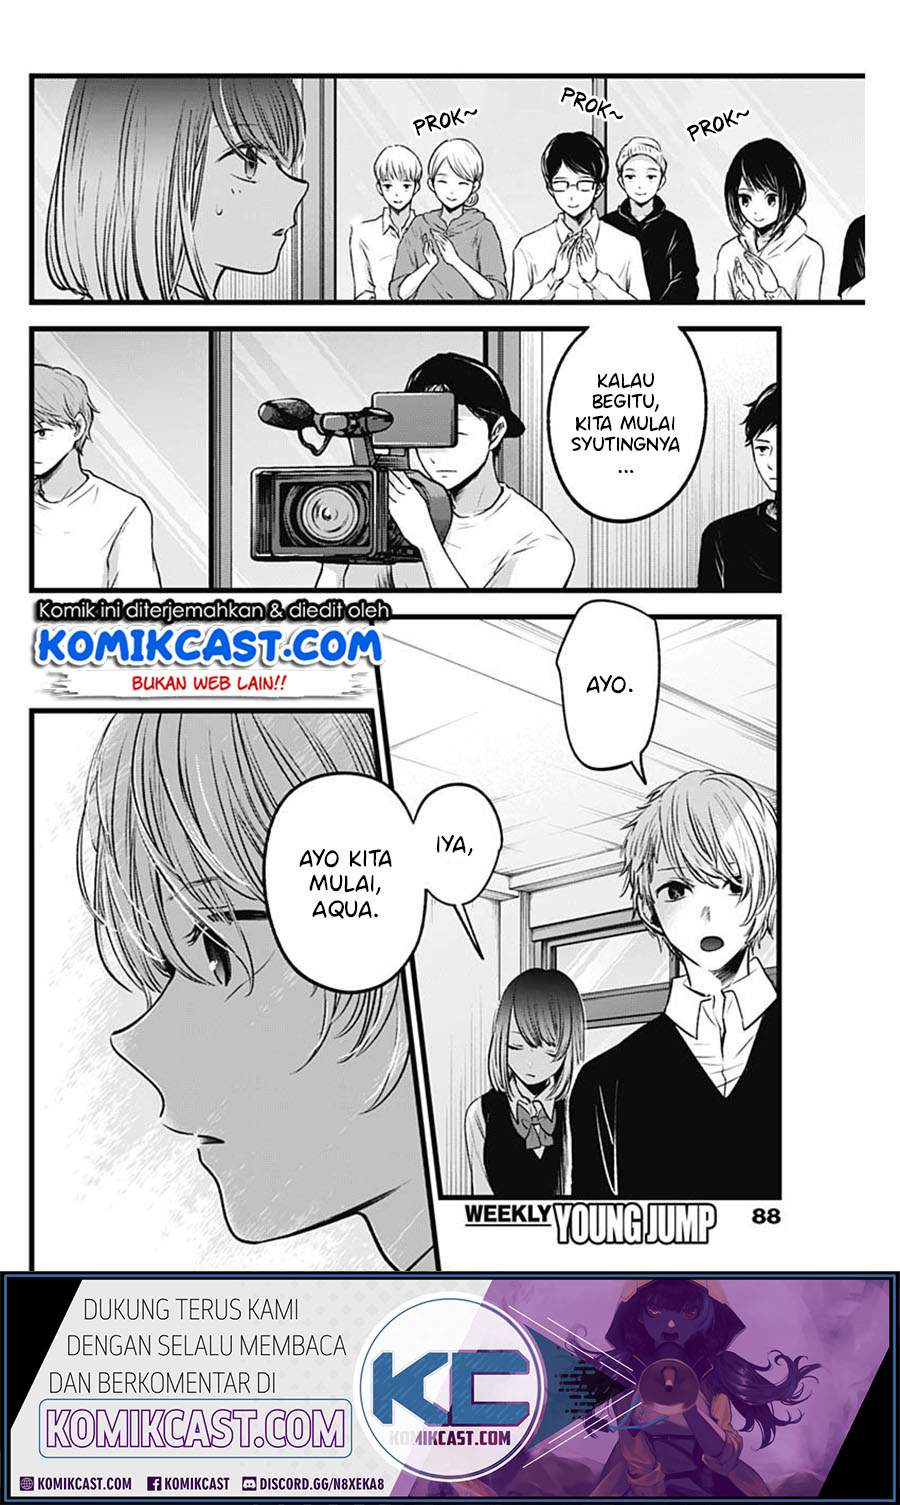 PROK~
PROK~
PROK~
KALAU
BEGITU,
KITA MULAI
SYUTINGNYA
...
Komik ini diterjemahkan & diedit oleh
KOMIKCAST.COM
BUKAN WEB LAIN!!
AYO.
IYA,
AYO KITA
MULAI,
AQUA.
WEEKLY YOUNG JUMP 88
DUKUNG TERUS KAMI
DENGAN SELALU MEMBACA
DAN BERKOMENTAR DI
KOMIKCAST.COM
KC
KOMIKCAST.COM
KOMIKCAST.COM KOMIKCAST DISCORD.GG/N8XEKA8